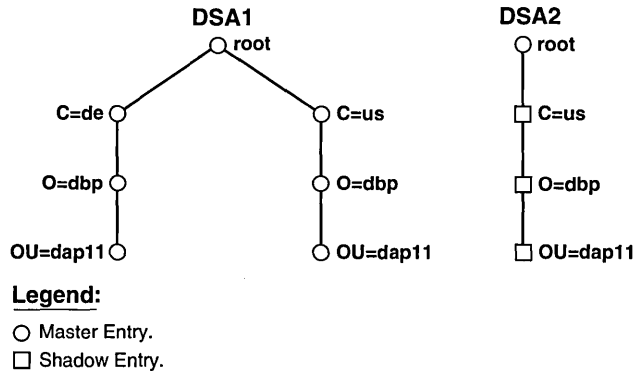 DSA1
DSA2
root
root
C=de
C=us
C=us
O=dbp
O=dbp
O=dbp
OU=dap11
OU=dap11
OU=dap11
Legend:
Master Entry.
Shadow Entry.